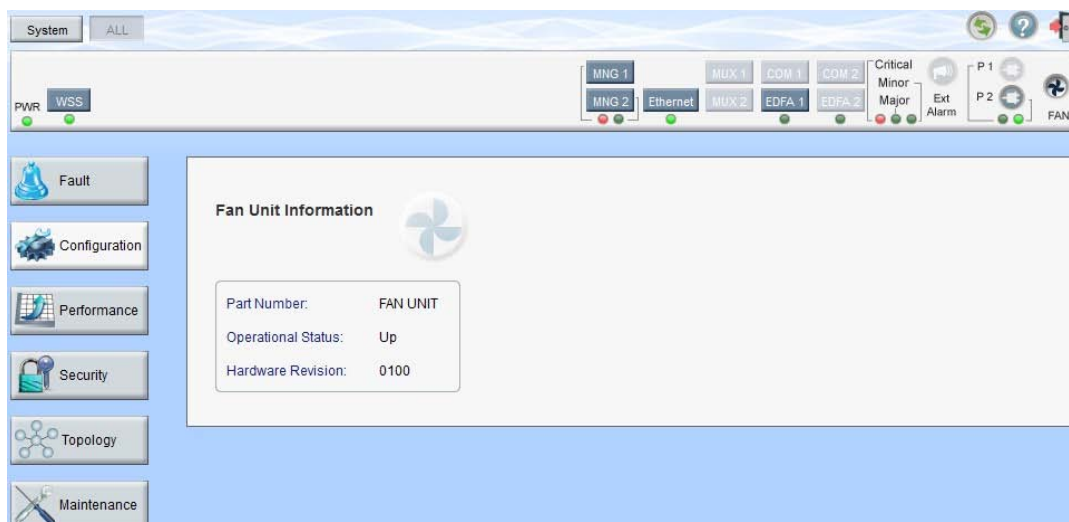 System ALL
MNG 1 MUX 1 COM 1 COM 2 Critical P 1
Minor
PWR WSS MNG 2 Ethernet MUX 2 EDFA 1 EDFA 2 Major Ext P 2
Alarm FAN
Fault
Configuration
Performance
Security
Topology
Maintenance
Fan Unit Information
Part Number: FAN UNIT
Operational Status: Up
Hardware Revision: 0100